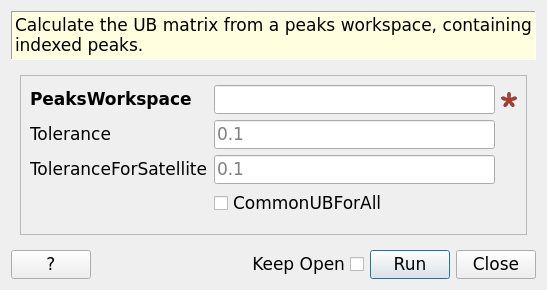 Calculate the UB matrix from a peaks workspace, containing
indexed peaks.
PeaksWorkspace *
Tolerance 0.1
ToleranceForSatellite 0.1
CommonUBForAll
? Keep Open Run Close